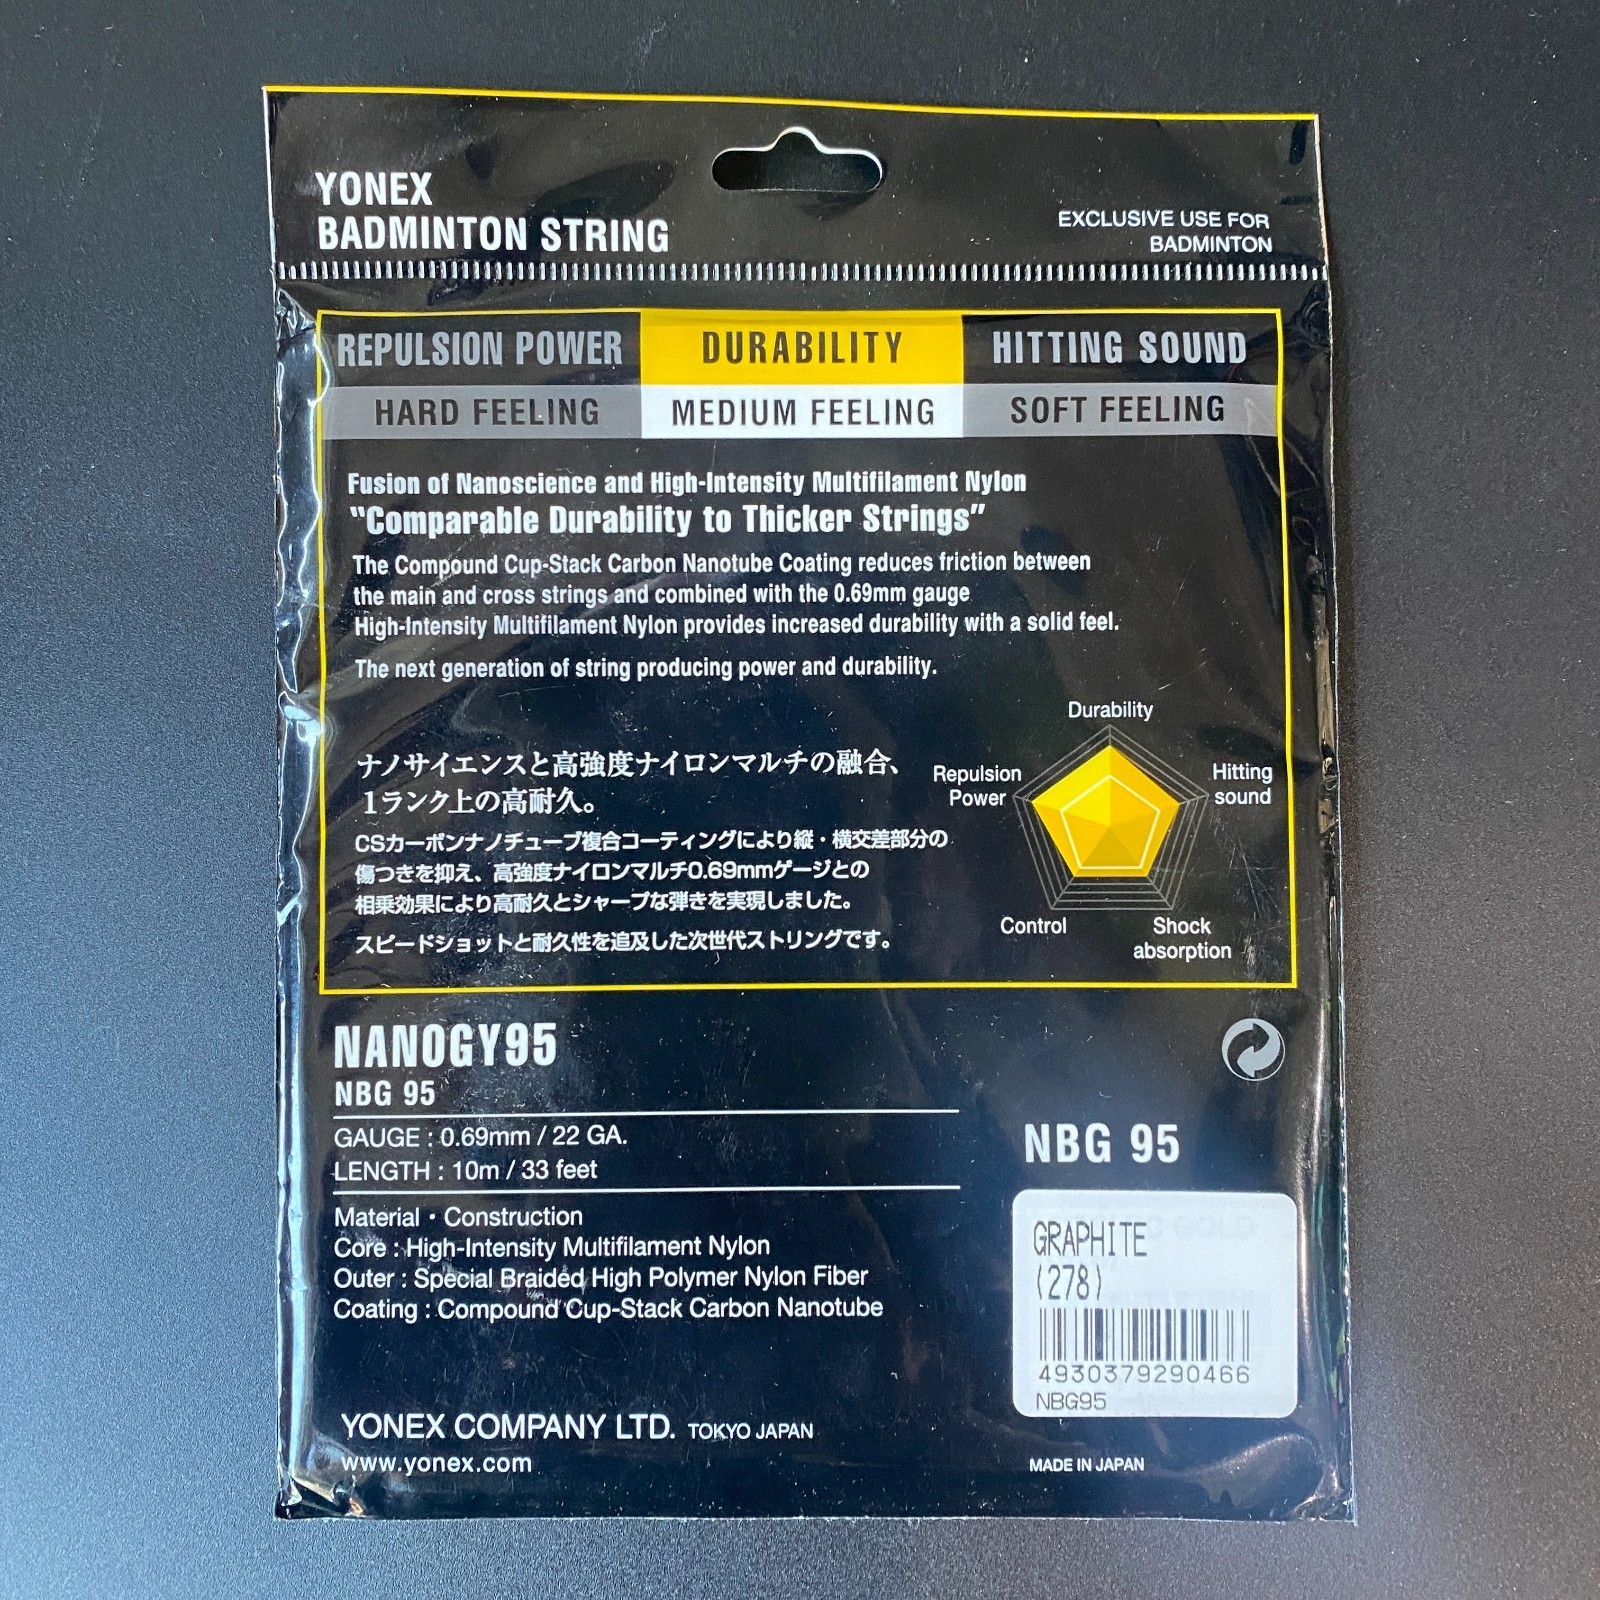 YONEX
BADMINTON STRING
EXCLUSIVE USE FOR
BADMINTON
REPULSION POWER
DURABILITY
HITTING SOUND
HARD FEELING
MEDIUM FEELING
SOFT FEELING
Fusion of Nanoscience and High-Intensity Multifilament Nylon
"Comparable Durability to Thicker Strings"
The Compound Cup-Stack Carbon Nanotube Coating reduces friction between
the main and cross strings and combined with the 0.69mm gauge
High-Intensity Multifilament Nylon provides increased durability with a solid feel.
The next generation of string producing power and durability.
ナノサイエンスと高強度ナイロンマルチの融合、
1ランク上の高耐久。
CSカーボンナノチューブ複合コーティングにより縦・横交差部分の
傷つきを抑え、高強度ナイロンマルチ0.69mmゲージとの
相乗効果により高耐久とシャープな弾きを実現しました。
スピードショットと耐久性を追及した次世代ストリングです。
Durability
Repulsion
Power
Hitting
sound
Control
Shock
absorption
NANOGY95
NBG 95
GAUGE : 0.69mm / 22 GA.
LENGTH : 10m / 33 feet
Material・Construction
Core : High-Intensity Multifilament Nylon
Outer : Special Braided High Polymer Nylon Fiber
Coating : Compound Cup-Stack Carbon Nanotube
NBG 95
GRAPHITE
(278)
4930379290466
NBG95
YONEX COMPANY LTD. TOKYO JAPAN
www.yonex.com
MADE IN JAPAN